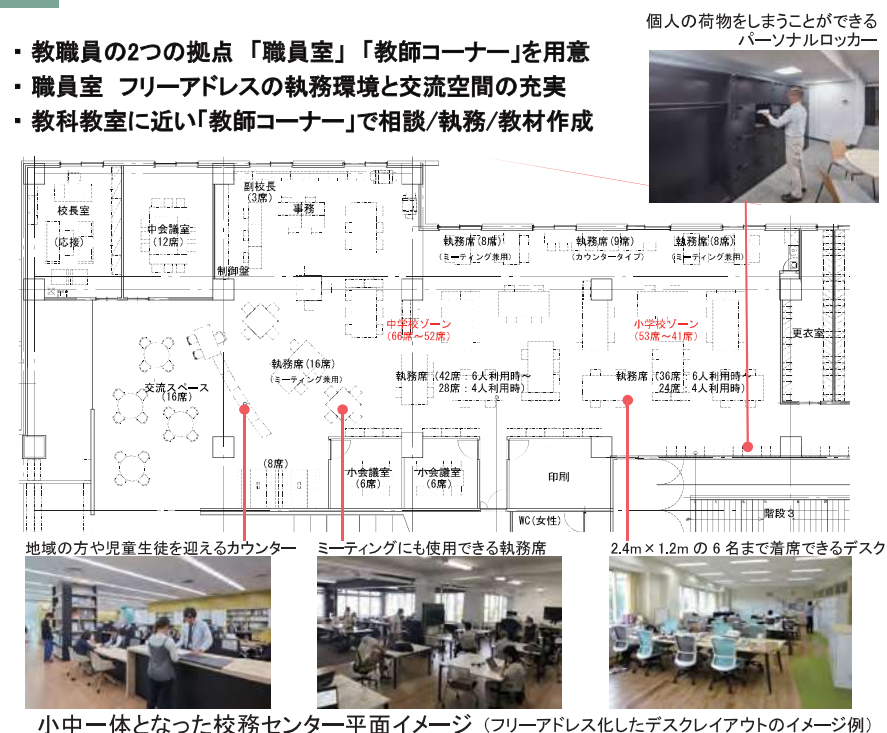 個人の荷物をしまうことができる
パーソナルロッカー
・ 教職員の2つの拠点 「職員室」 「教師コーナー」を用意
・ 職員室 フリーアドレスの執務環境と交流空間の充実
・ 教科教室に近い「教師コーナー」で相談/執務/教材作成
校長室
(応接)
中会議室
(12席)
副校長
(3席)
事務
制御盤
執務席(8席)
(ミーティング兼用)
執務席(9席)
(カウンタータイプ)
執務席(8席)
(ミーティング兼用)
中学校ゾーン
(66席～52席)
小学校ゾーン
(53席～41席)
更衣室
執務席(16席)
(ミーティング兼用)
執務席 (42席:6人利用時～
28席:4人利用時)
執務席 (36席:6人利用時～
24席:4人利用時)
交流スペース
(16席)
(8席)
小会議室
(6席)
小会議室
(6席)
印刷
WC(女性)
階段3
地域の方や児童生徒を迎えるカウンター
ミーティングにも使用できる執務席
2.4m×1.2m の 6 名まで着席できるデスク
小中一体となった校務センター平面イメージ (フリーアドレス化したデスクレイアウトのイメージ例)